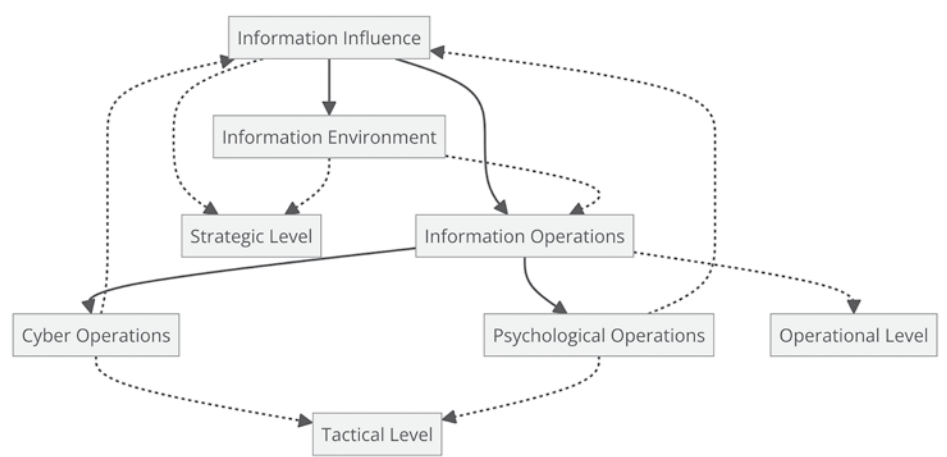 Information Influence
Information Environment
Strategic Level
Information Operations
Cyber Operations
Psychological Operations
Operational Level
Tactical Level